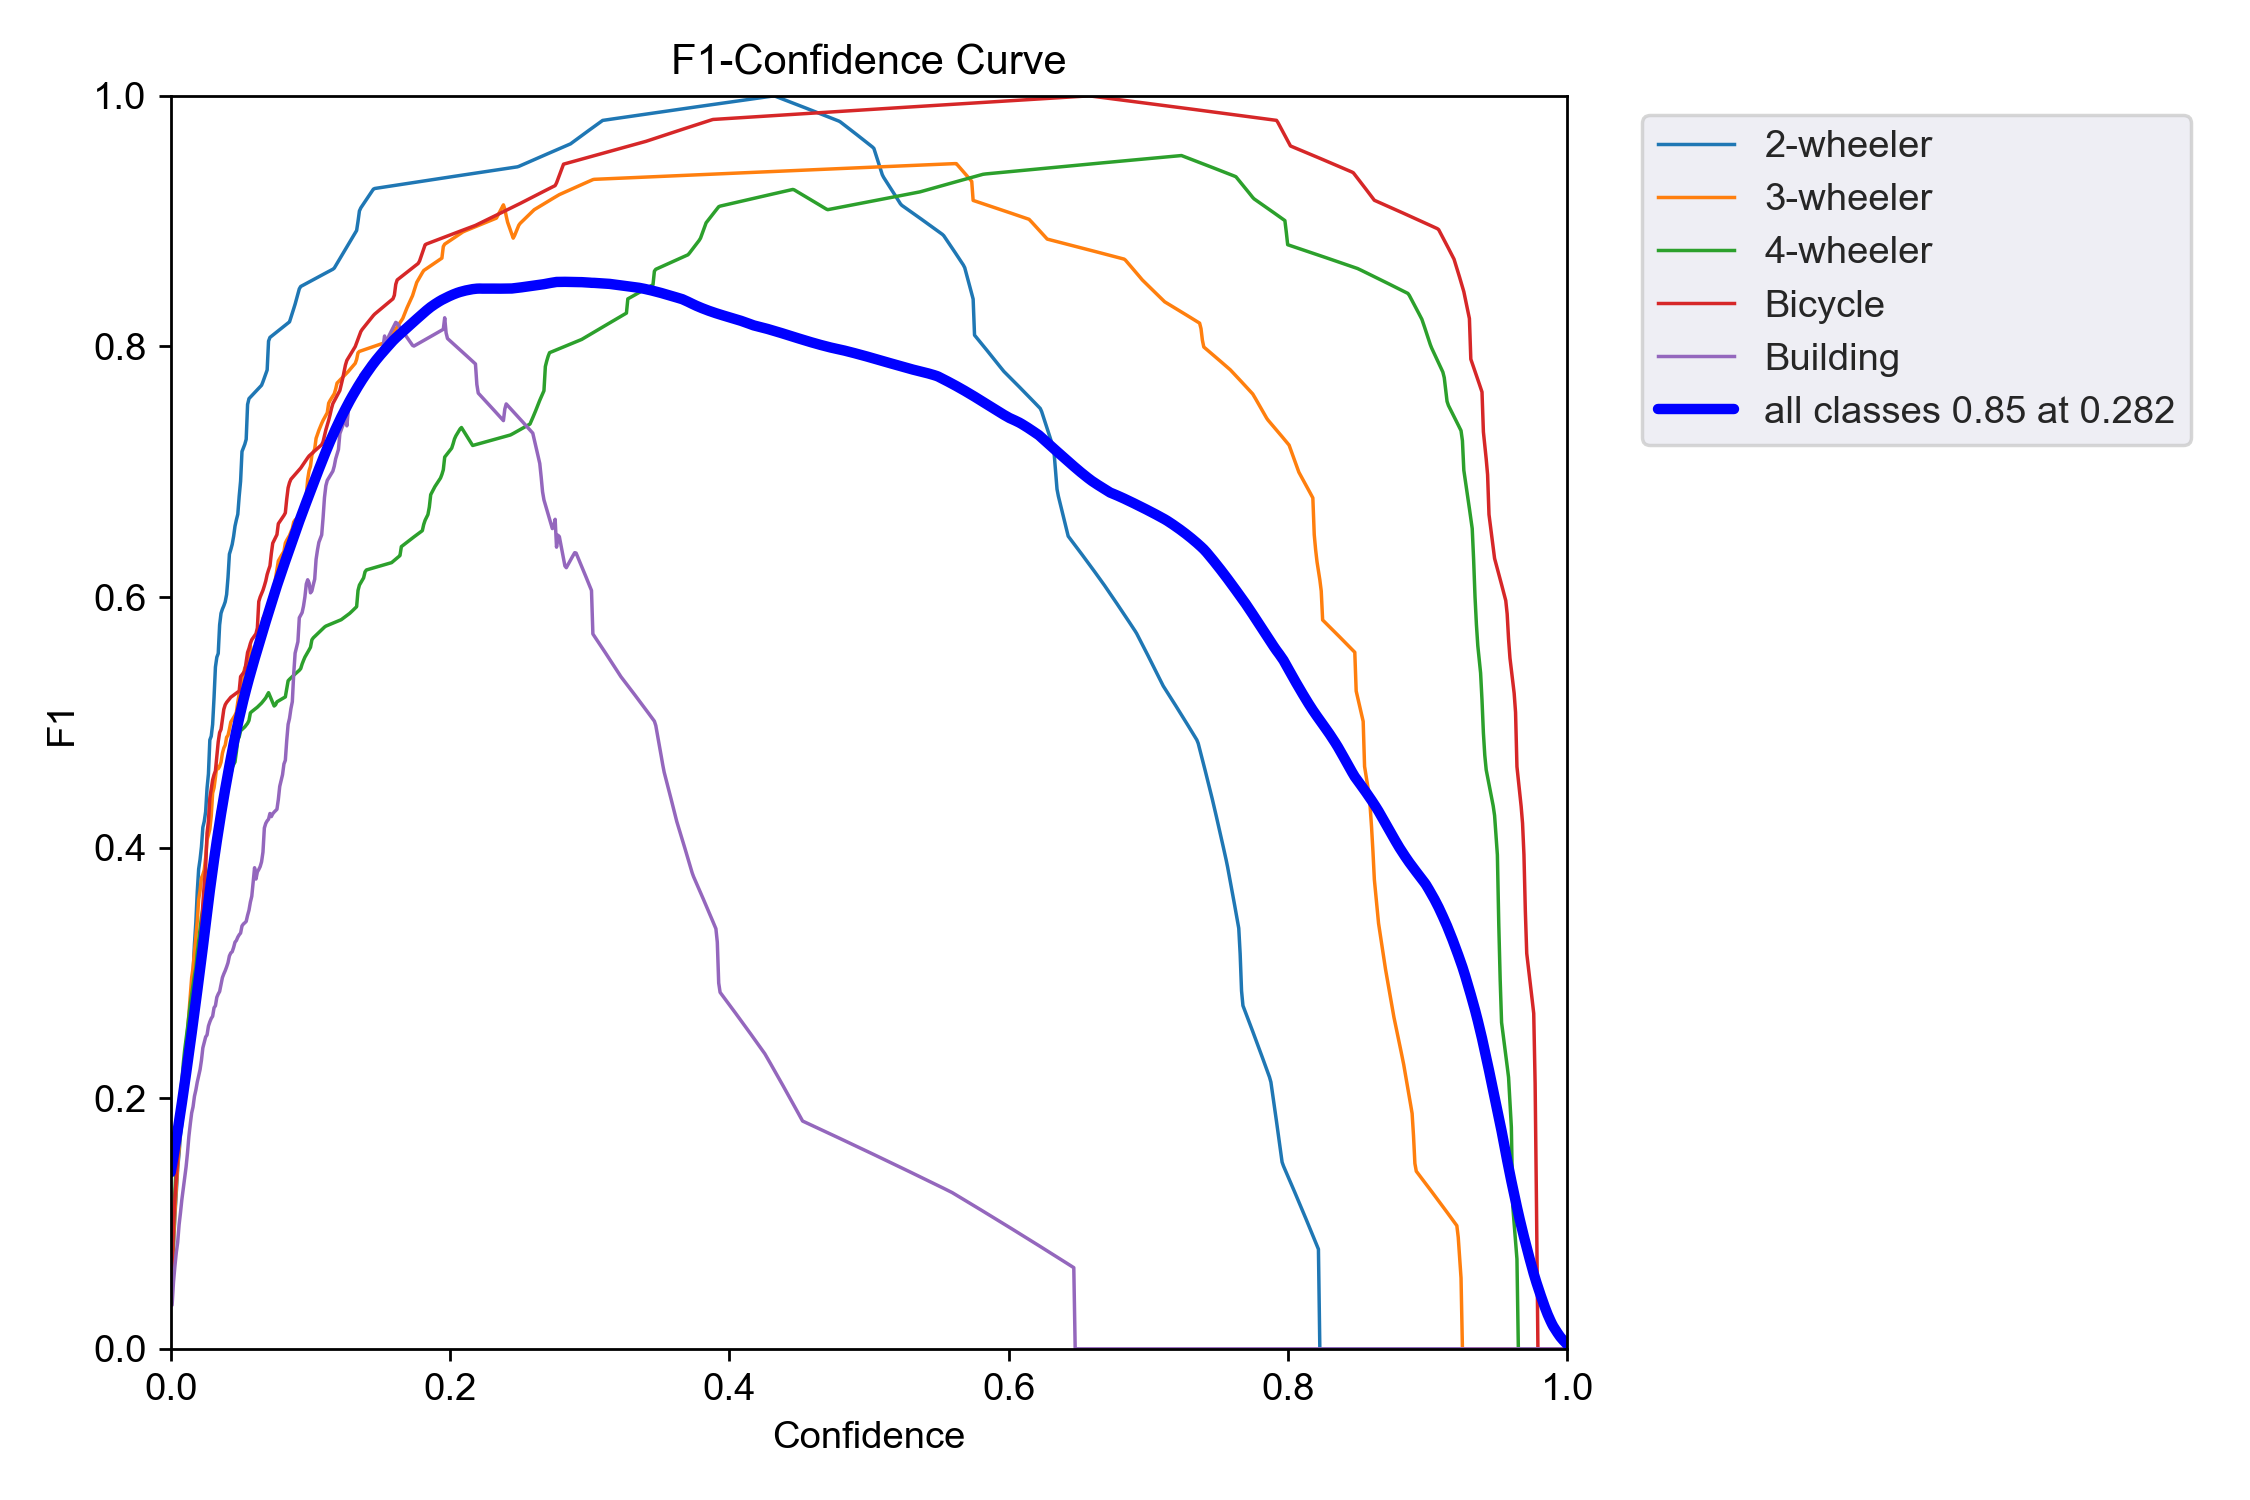 F1-Confidence Curve
1.0
0.8
0.6
0.4
0.2
0.0
F1
0.0 0.2 0.4 0.6 0.8 1.0
Confidence
2-wheeler
3-wheeler
4-wheeler
Bicycle
Building
all classes 0.85 at 0.282